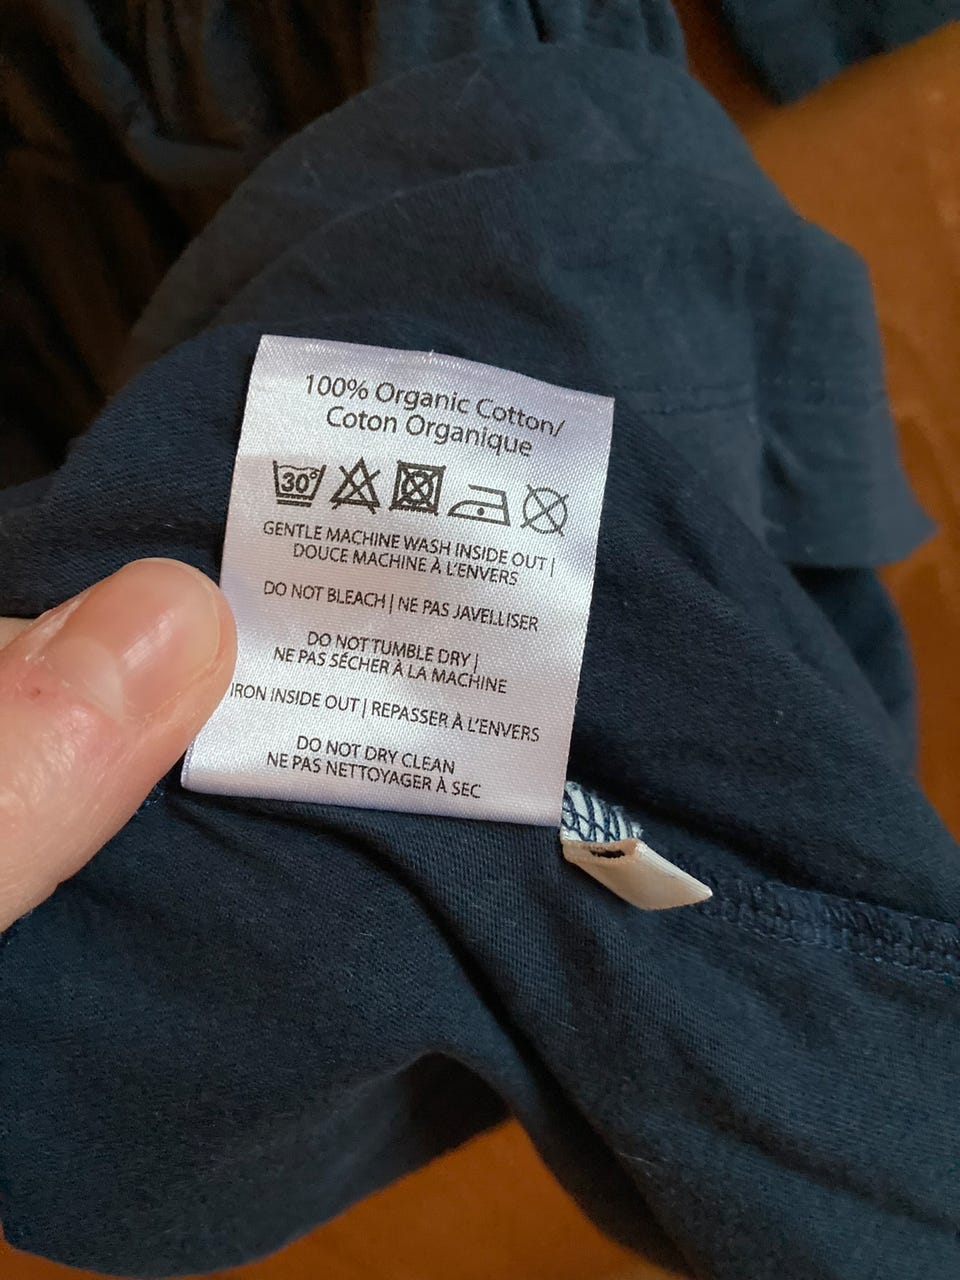 100% Organic Cotton/
Coton Organique
30°
GENTLE MACHINE WASH INSIDE OUT |
DOUCE MACHINE À L'ENVERS
DO NOT BLEACH | NE PAS JAVELLISER
DO NOT TUMBLE DRY |
NE PAS SÉCHER À LA MACHINE
IRON INSIDE OUT | REPASSER À L'ENVERS
DO NOT DRY CLEAN
NE PAS NETTOYAGER À SEC